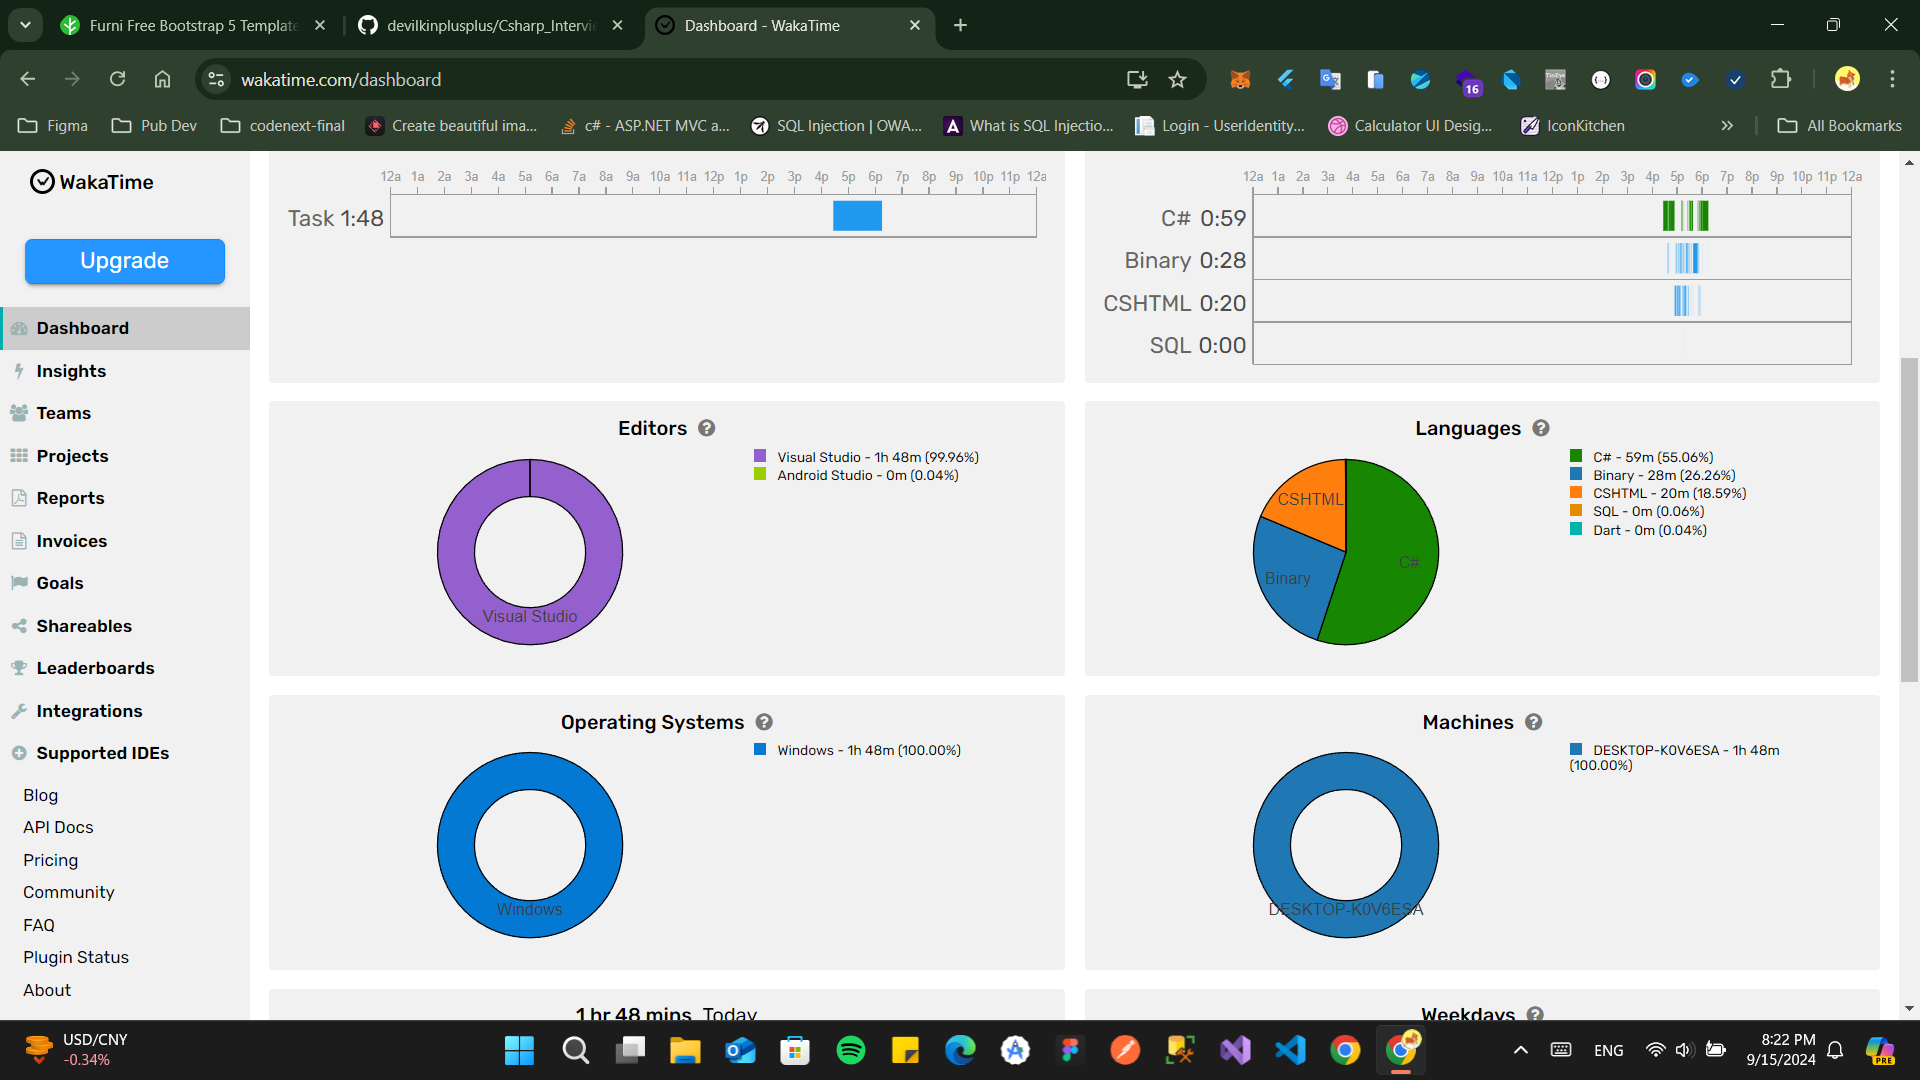 Furni Free Bootstrap 5 Template
devilkinplusplus/Csharp_Intervi
Dashboard - WakaTime
wakatime.com/dashboard
16
Figma
Pub Dev
codenext-final
Create beautiful ima...
c# - ASP.NET MVC a...
SQL Injection | OWA...
What is SQL Injectio...
Login - UserIdentity...
Calculator UI Desig...
IconKitchen
All Bookmarks
WakaTime
Upgrade
Dashboard
Insights
Teams
Projects
Reports
Invoices
Goals
Shareables
Leaderboards
Integrations
Supported IDEs
Blog
API Docs
Pricing
Community
FAQ
Plugin Status
About
12a 1a 2a 3a 4a 5a 6a 7a 8a 9a 10a 11a 12p 1p 2p 3p 4p 5p 6p 7p 8p 9p 10p 11p 12a
Task 1:48
12a 1a 2a 3a 4a 5a 6a 7a 8a 9a 10a 11a 12p 1p 2p 3p 4p 5p 6p 7p 8p 9p 10p 11p 12a
C# 0:59
Binary 0:28
CSHTML 0:20
SQL 0:00
Editors
Visual Studio - 1h 48m (99.96%)
Android Studio - 0m (0.04%)
Visual Studio
Languages
C# - 59m (55.06%)
Binary - 28m (26.26%)
CSHTML - 20m (18.59%)
SQL - 0m (0.06%)
Dart - 0m (0.04%)
CSHTML
C#
Binary
Operating Systems
Windows - 1h 48m (100.00%)
Windows
Machines
DESKTOP-K0V6ESA - 1h 48m
(100.00%)
DESKTOP-K0V6ESA
1 hr 48 mins Today
Weekdays
USD/CNY
-0.34%
ENG
8:22 PM
9/15/2024
PRE